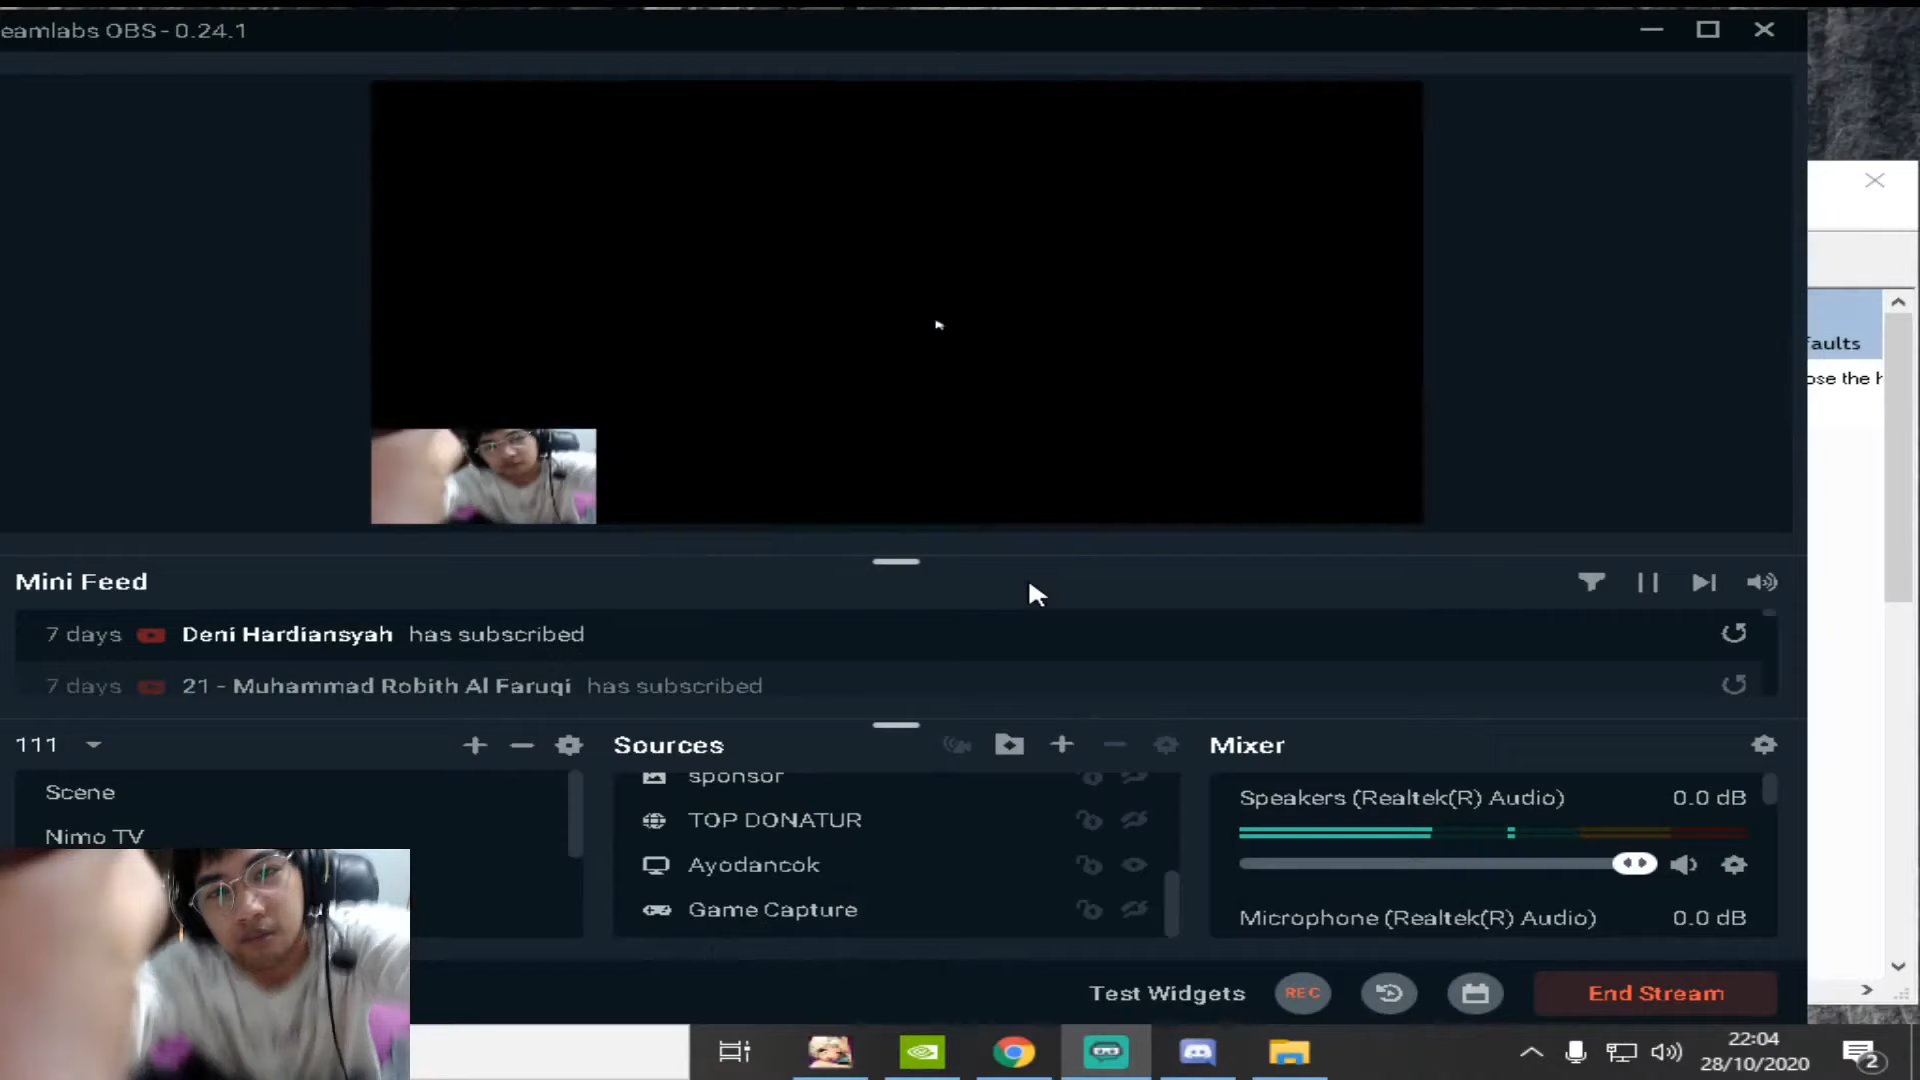 eamlabs OBS - 0.24.1
faults
ose the h
Mini Feed
7 days Deni Hardiansyah has subscribed
7 days 21 - Muhammad Robith Al Faruqi has subscribed
111
Sources
Mixer
Scene
Nimo TV
sponsor
TOP DONATUR
Ayodancok
Game Capture
Speakers (Realtek(R) Audio) 0.0 dB
Microphone (Realtek(R) Audio) 0.0 dB
Test Widgets
REC
End Stream
22:04
28/10/2020
2